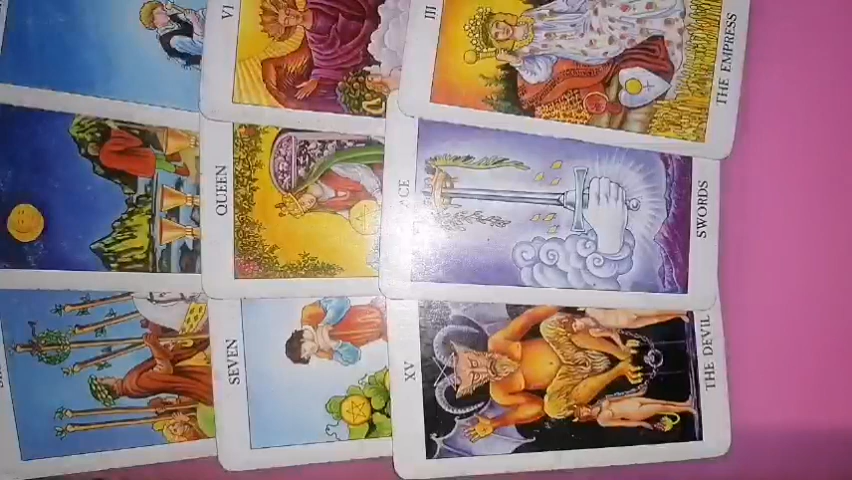 VI
III
THE EMPRESS
QUEEN
ACE
SWORDS
SEVEN
XV
THE DEVIL